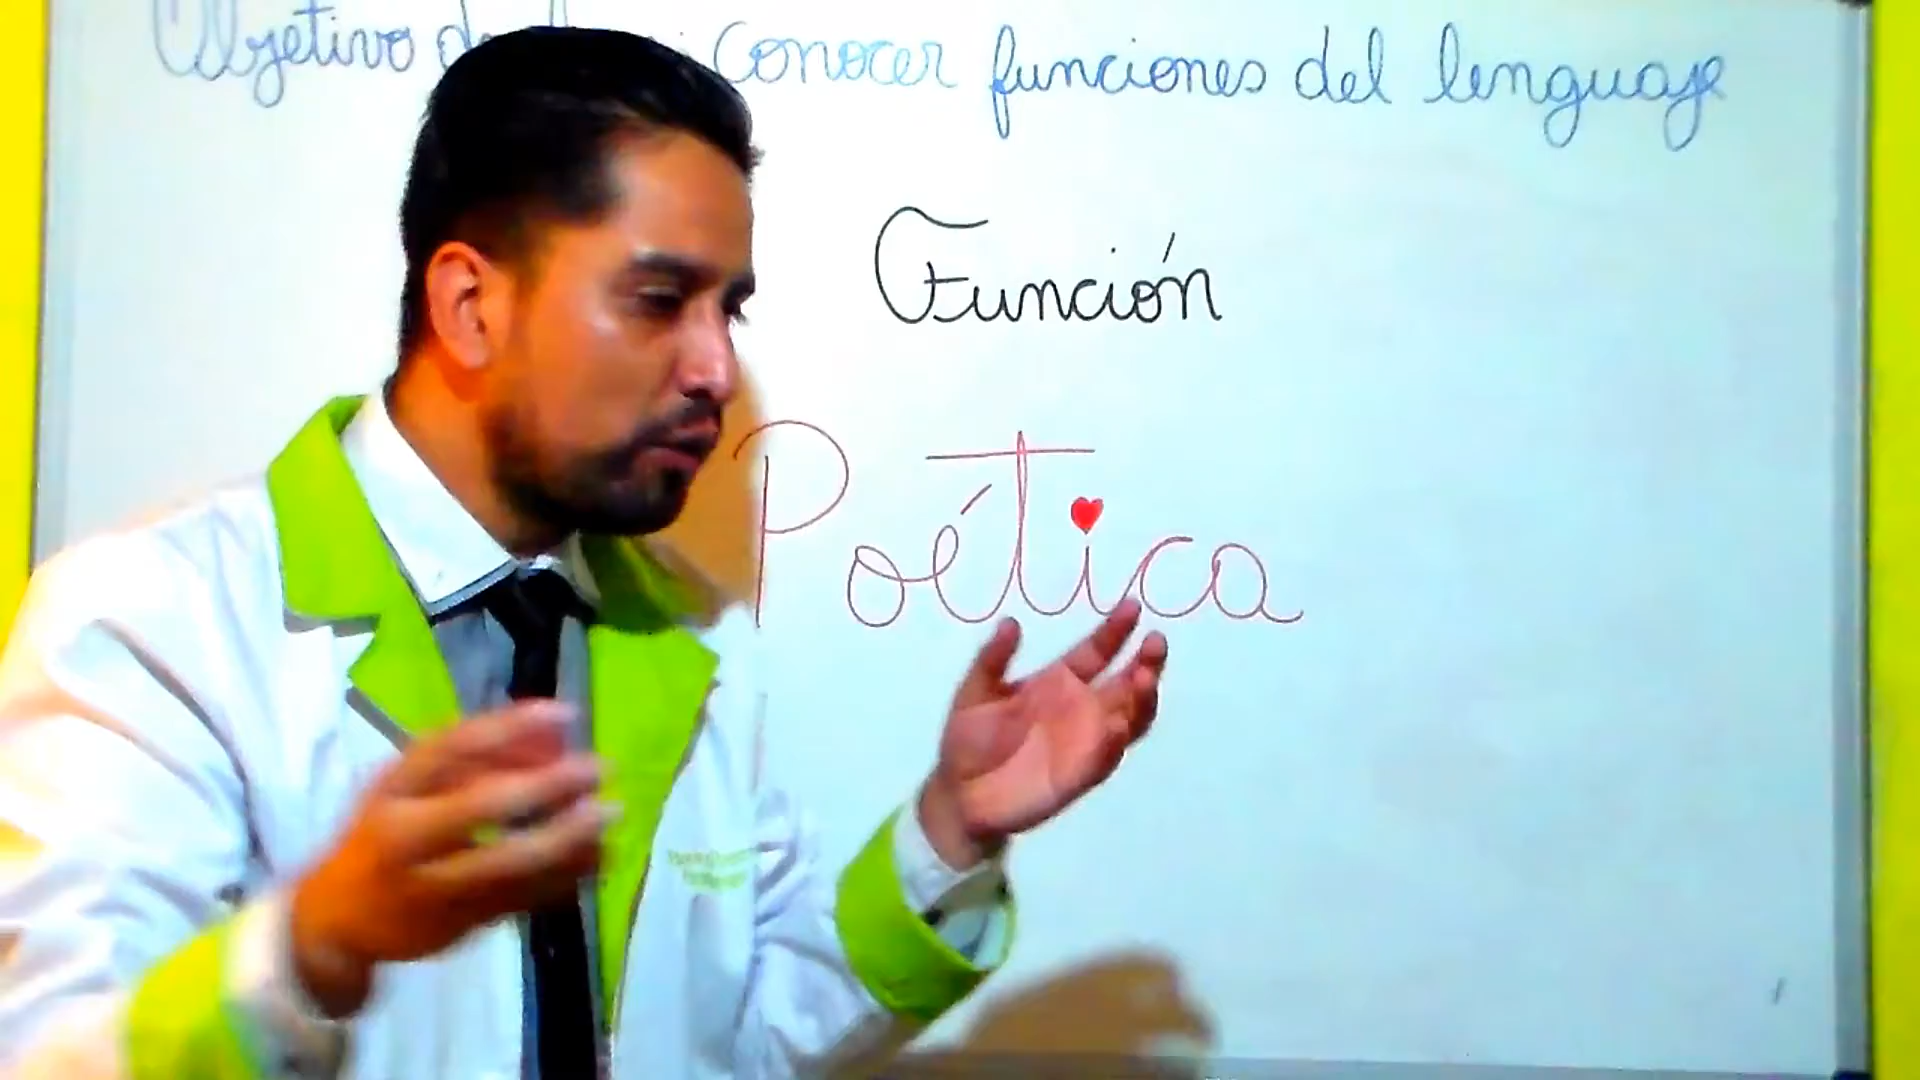 Objetivo conocer funciones del lenguaje
Función
Poética